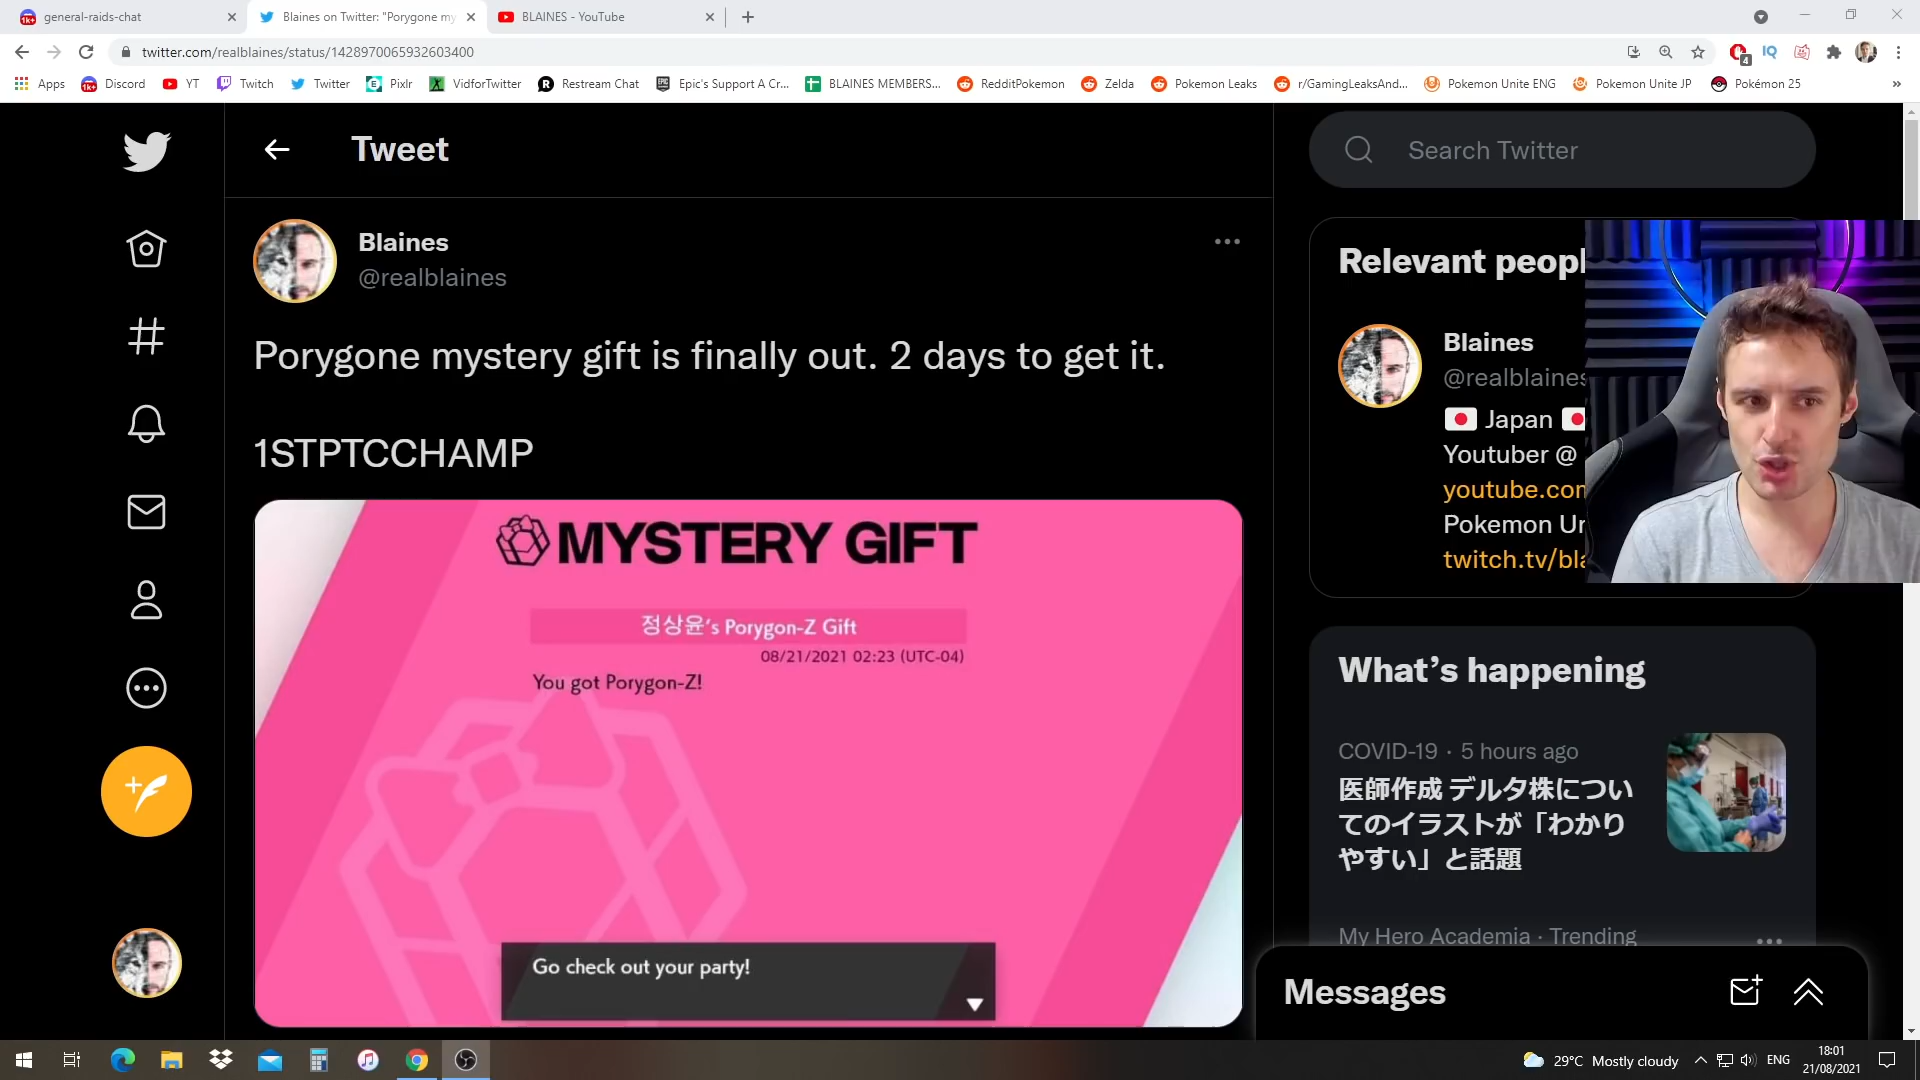 general-raids-chat
Blaines on Twitter: "Porygone my
BLAINES - YouTube
twitter.com/realblaines/status/1428970065932603400
4
IQ
Apps
Discord
YT
Twitch
Twitter
Pixlr
VidforTwitter
Restream Chat
Epic's Support A Cr...
BLAINES MEMBERS...
RedditPokemon
Zelda
Pokemon Leaks
r/GamingLeaksAnd...
Pokemon Unite ENG
Pokemon Unite JP
Pokémon 25
Tweet
Search Twitter
Blaines
@realblaines
Porygone mystery gift is finally out. 2 days to get it.
1STPTCCHAMP
MYSTERY GIFT
정상윤's Porygon-Z Gift
08/21/2021 02:23 (UTC-04)
You got Porygon-Z!
Go check out your party!
Relevant peopl
Blaines
@realblaines
Japan
Youtuber @
youtube.com
Pokemon Un
twitch.tv/bla
What's happening
COVID-19 · 5 hours ago
医師作成 デルタ株につい
てのイラストが「わかり
やすい」と話題
My Hero Academia · Trending
Messages
29°C Mostly cloudy
ENG
18:01
21/08/2021